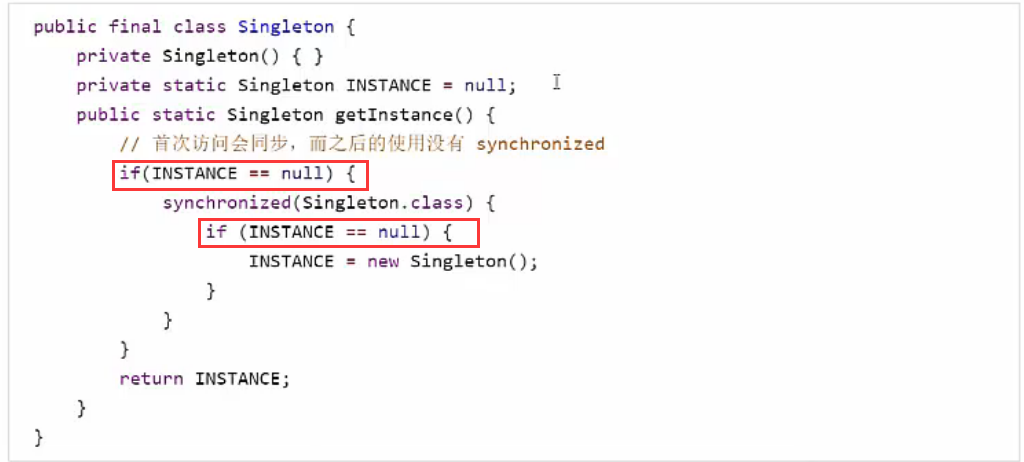 public final class Singleton {
private Singleton() { }
private static Singleton INSTANCE = null;
public static Singleton getInstance() {
// 首次访问会同步，而之后的使用没有 synchronized
if(INSTANCE == null) {
synchronized(Singleton.class) {
if (INSTANCE == null) {
INSTANCE = new Singleton();
}
}
}
return INSTANCE;
}
}